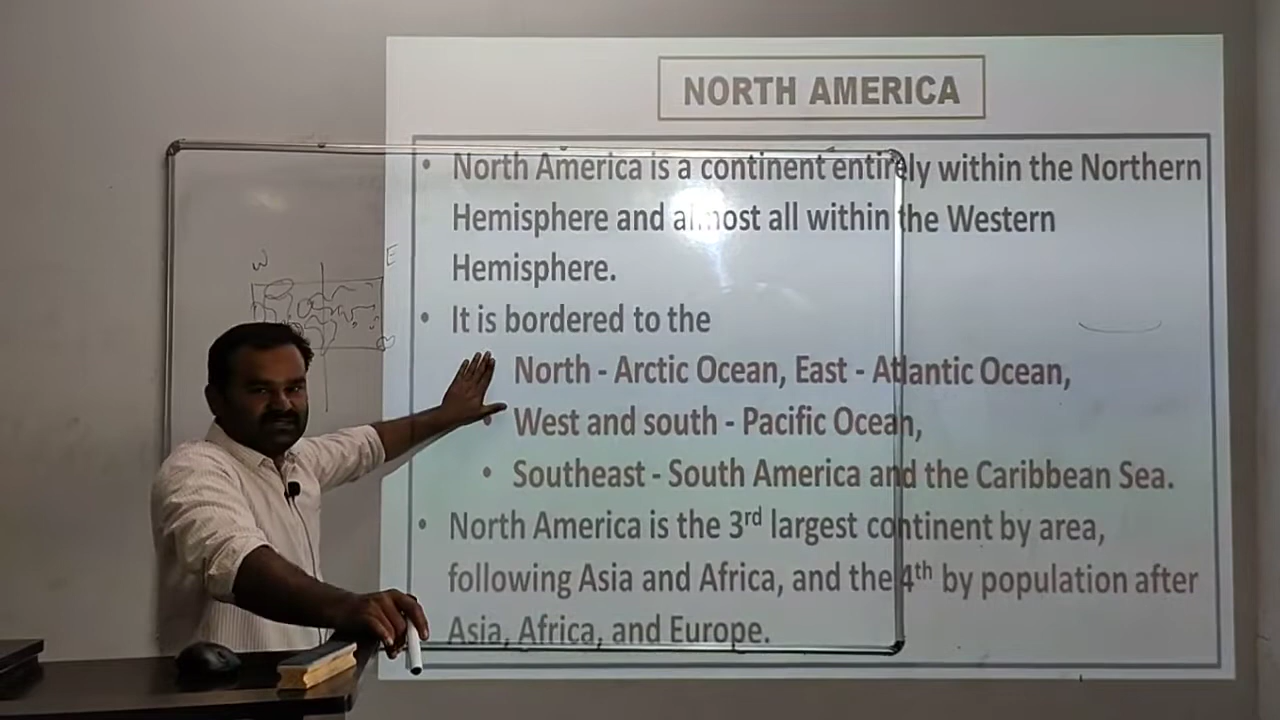 NORTH AMERICA
• North America is a continent entirely within the Northern
Hemisphere and almost all within the Western
Hemisphere.
• It is bordered to the
North - Arctic Ocean, East - Atlantic Ocean,
• West and south - Pacific Ocean,
• Southeast - South America and the Caribbean Sea.
• North America is the 3rd largest continent by area,
following Asia and Africa, and the 4th by population after
Asia, Africa, and Europe.
W
E